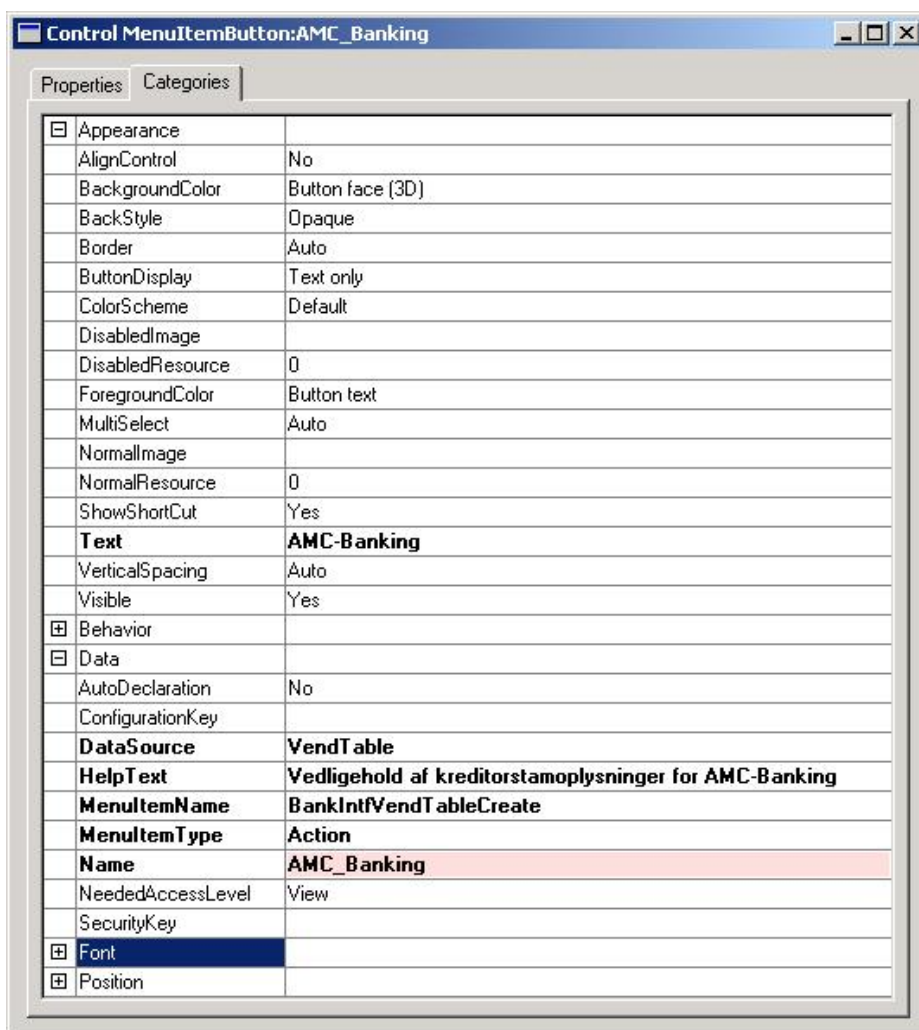 Control MenuItemButton:AMC_Banking
Properties Categories
Appearance
AlignControl No
BackgroundColor Button face (3D)
BackStyle Opaque
Border Auto
ButtonDisplay Text only
ColorScheme Default
DisabledImage
DisabledResource 0
ForegroundColor Button text
MultiSelect Auto
NormalImage
NormalResource 0
ShowShortCut Yes
Text AMC-Banking
VerticalSpacing Auto
Visible Yes
Behavior
Data
AutoDeclaration No
ConfigurationKey
DataSource VendTable
HelpText Vedligehold af kreditorstamoplysninger for AMC-Banking
MenuItemName BankIntfVendTableCreate
MenuItemType Action
Name AMC_Banking
NeededAccessLevel View
SecurityKey
Font
Position